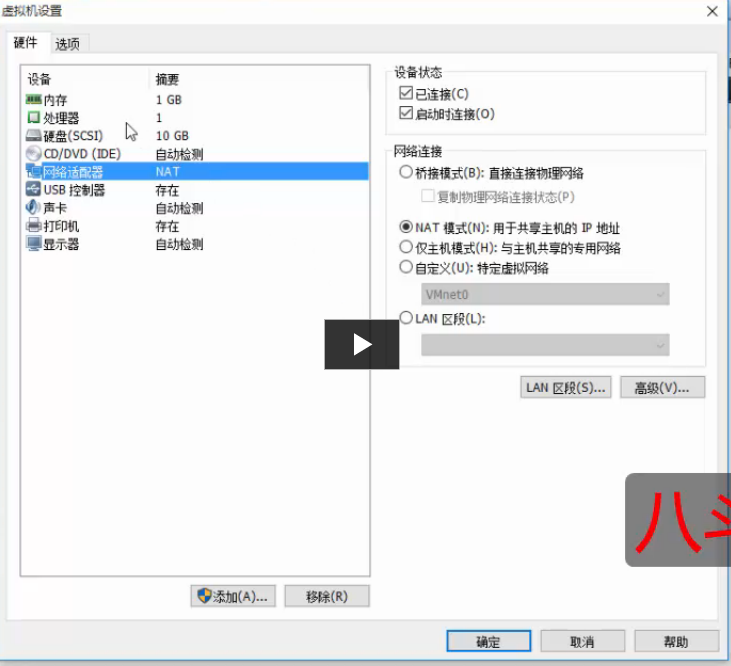 虚拟机设置
硬件 选项
设备 摘要
内存 1 GB
处理器 1
硬盘(SCSI) 10 GB
CD/DVD (IDE) 自动检测
网络适配器 NAT
USB 控制器 存在
声卡 自动检测
打印机 存在
显示器 自动检测
添加(A)... 移除(R)
设备状态
已连接(C)
启动时连接(O)
网络连接
桥接模式(B): 直接连接物理网络
复制物理网络连接状态(P)
NAT 模式(N): 用于共享主机的 IP 地址
仅主机模式(H): 与主机共享的专用网络
自定义(U): 特定虚拟网络
VMnet0
LAN 区段(L):
LAN 区段(S)... 高级(V)...
八斗
确定 取消 帮助